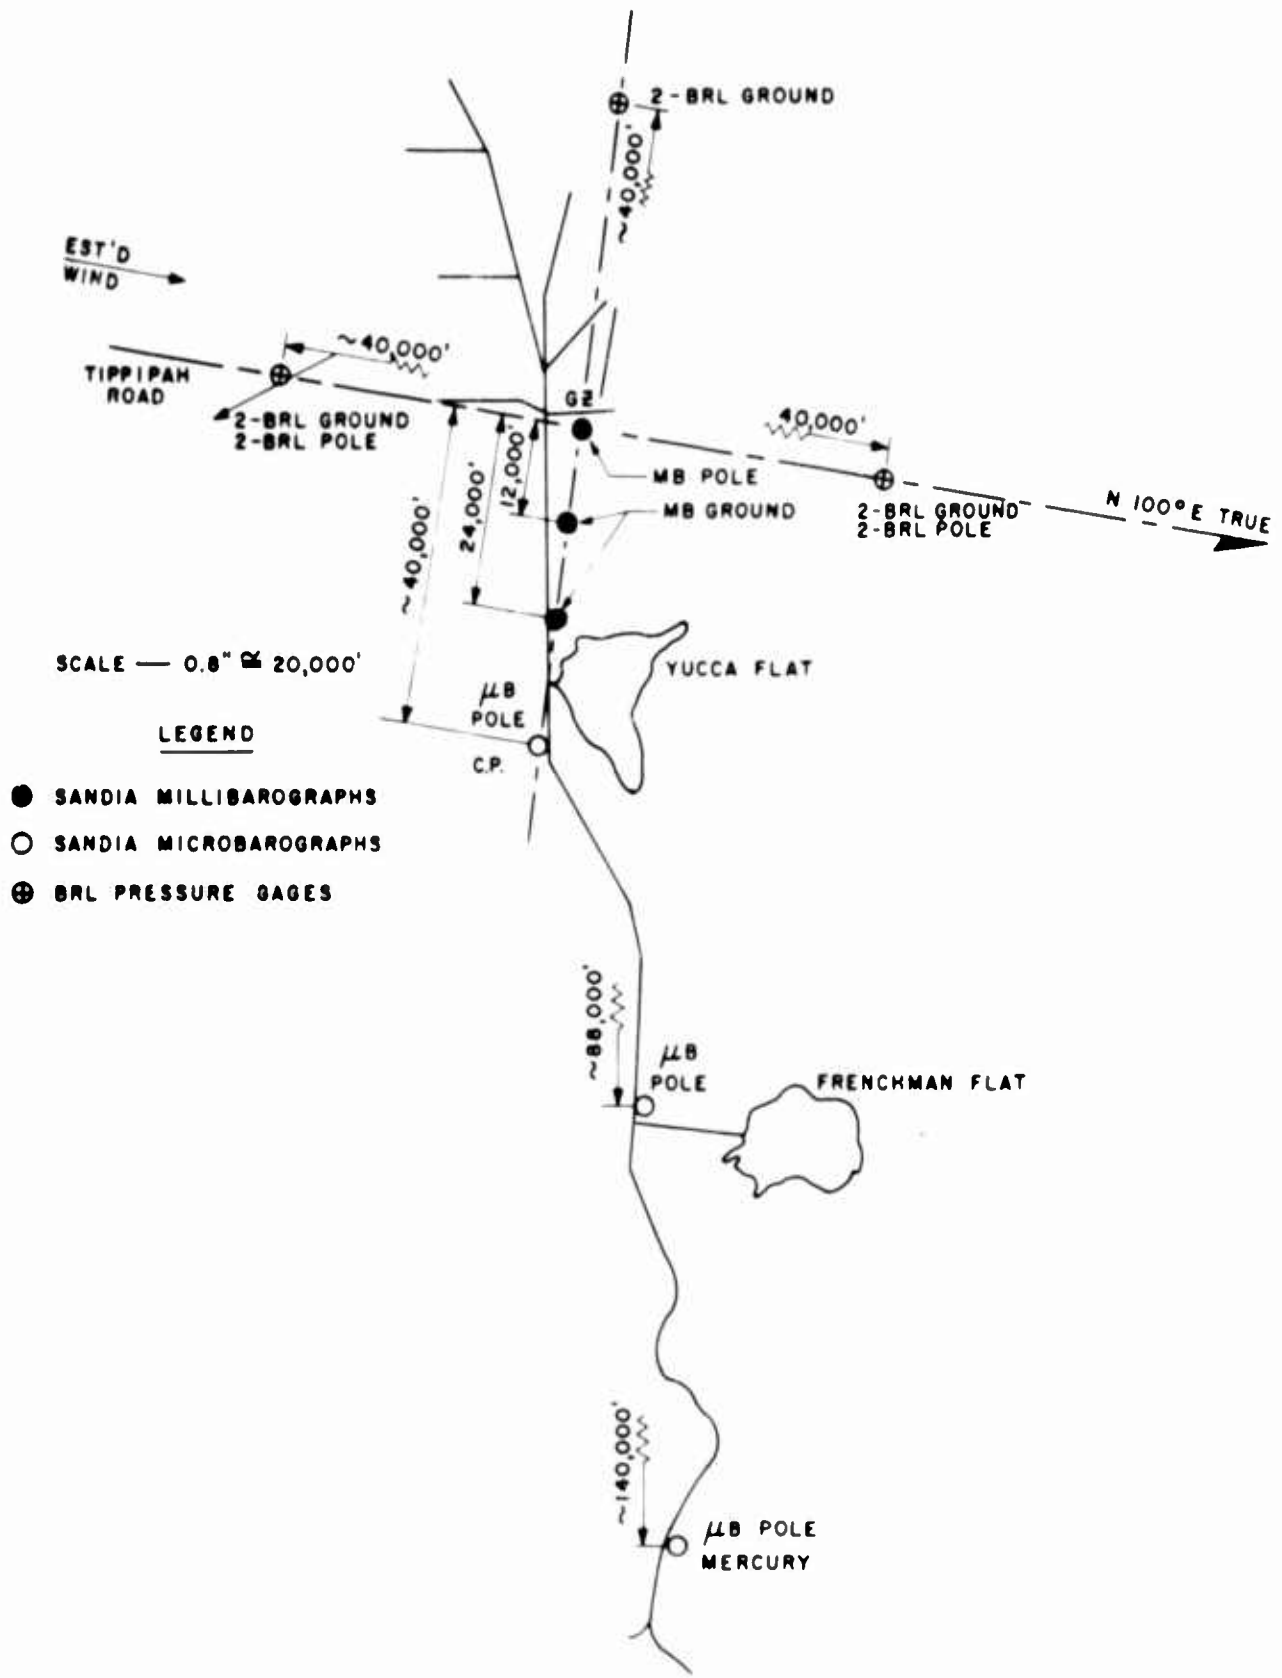 2-BRL GROUND
~40,000'
EST'D
WIND
~40,000'
TIPPIPAH
ROAD
2-BRL GROUND
2-BRL POLE
G2
40,000'
MB POLE
MB GROUND
12,000'
24,000'
~40,000'
2-BRL GROUND
2-BRL POLE
N 100°E TRUE
SCALE — 0.8" ≅ 20,000'
YUCCA FLAT
μB
POLE
C.P.
LEGEND
SANDIA MILLIBAROGRAPHS
SANDIA MICROBAROGRAPHS
BRL PRESSURE GAGES
~88,000'
μB
POLE
FRENCHMAN FLAT
~140,000'
μB POLE
MERCURY